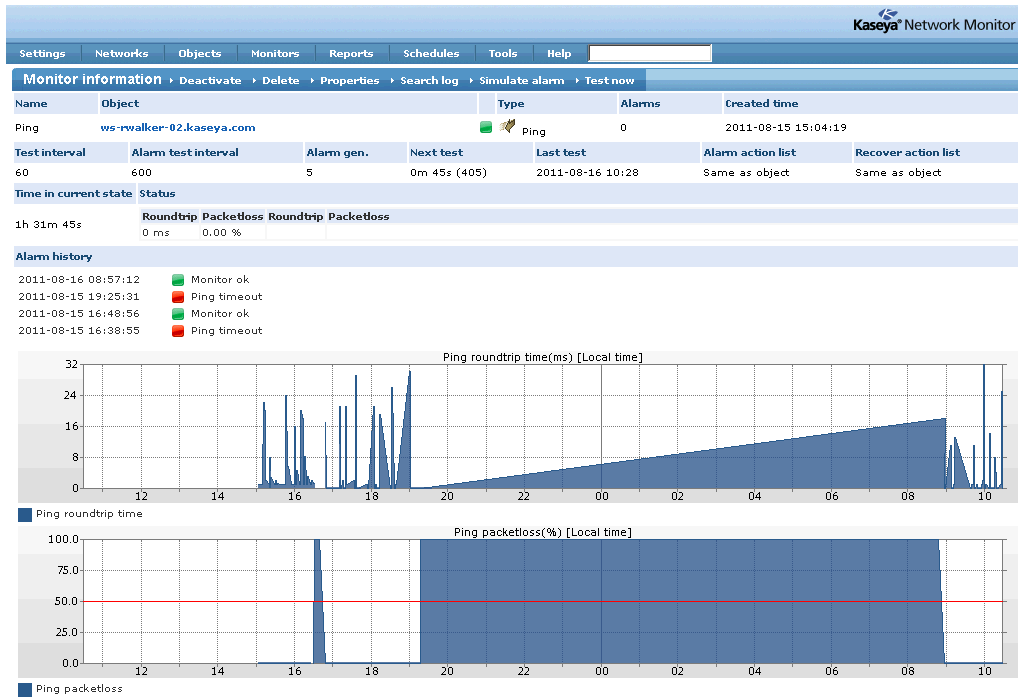 Kaseya® Network Monitor
Settings Networks Objects Monitors Reports Schedules Tools Help
Monitor information Deactivate Delete Properties Search log Simulate alarm Test now
Name Object Type Alarms Created time
Ping ws-rwalker-02.kaseya.com Ping 0 2011-08-15 15:04:19
Test interval Alarm test interval Alarm gen. Next test Last test Alarm action list Recover action list
60 600 5 0m 45s (405) 2011-08-16 10:28 Same as object Same as object
Time in current state Status
1h 31m 45s
Roundtrip Packetloss Roundtrip Packetloss
0 ms 0.00 %
Alarm history
2011-08-16 08:57:12 Monitor ok
2011-08-15 19:25:31 Ping timeout
2011-08-15 16:48:56 Monitor ok
2011-08-15 16:38:55 Ping timeout
Ping roundtrip time(ms) [Local time]
32
24
16
8
0
12 14 16 18 20 22 00 02 04 06 08 10
Ping roundtrip time
Ping packetloss(%) [Local time]
100.0
75.0
50.0
25.0
0.0
12 14 16 18 20 22 00 02 04 06 08 10
Ping packetloss